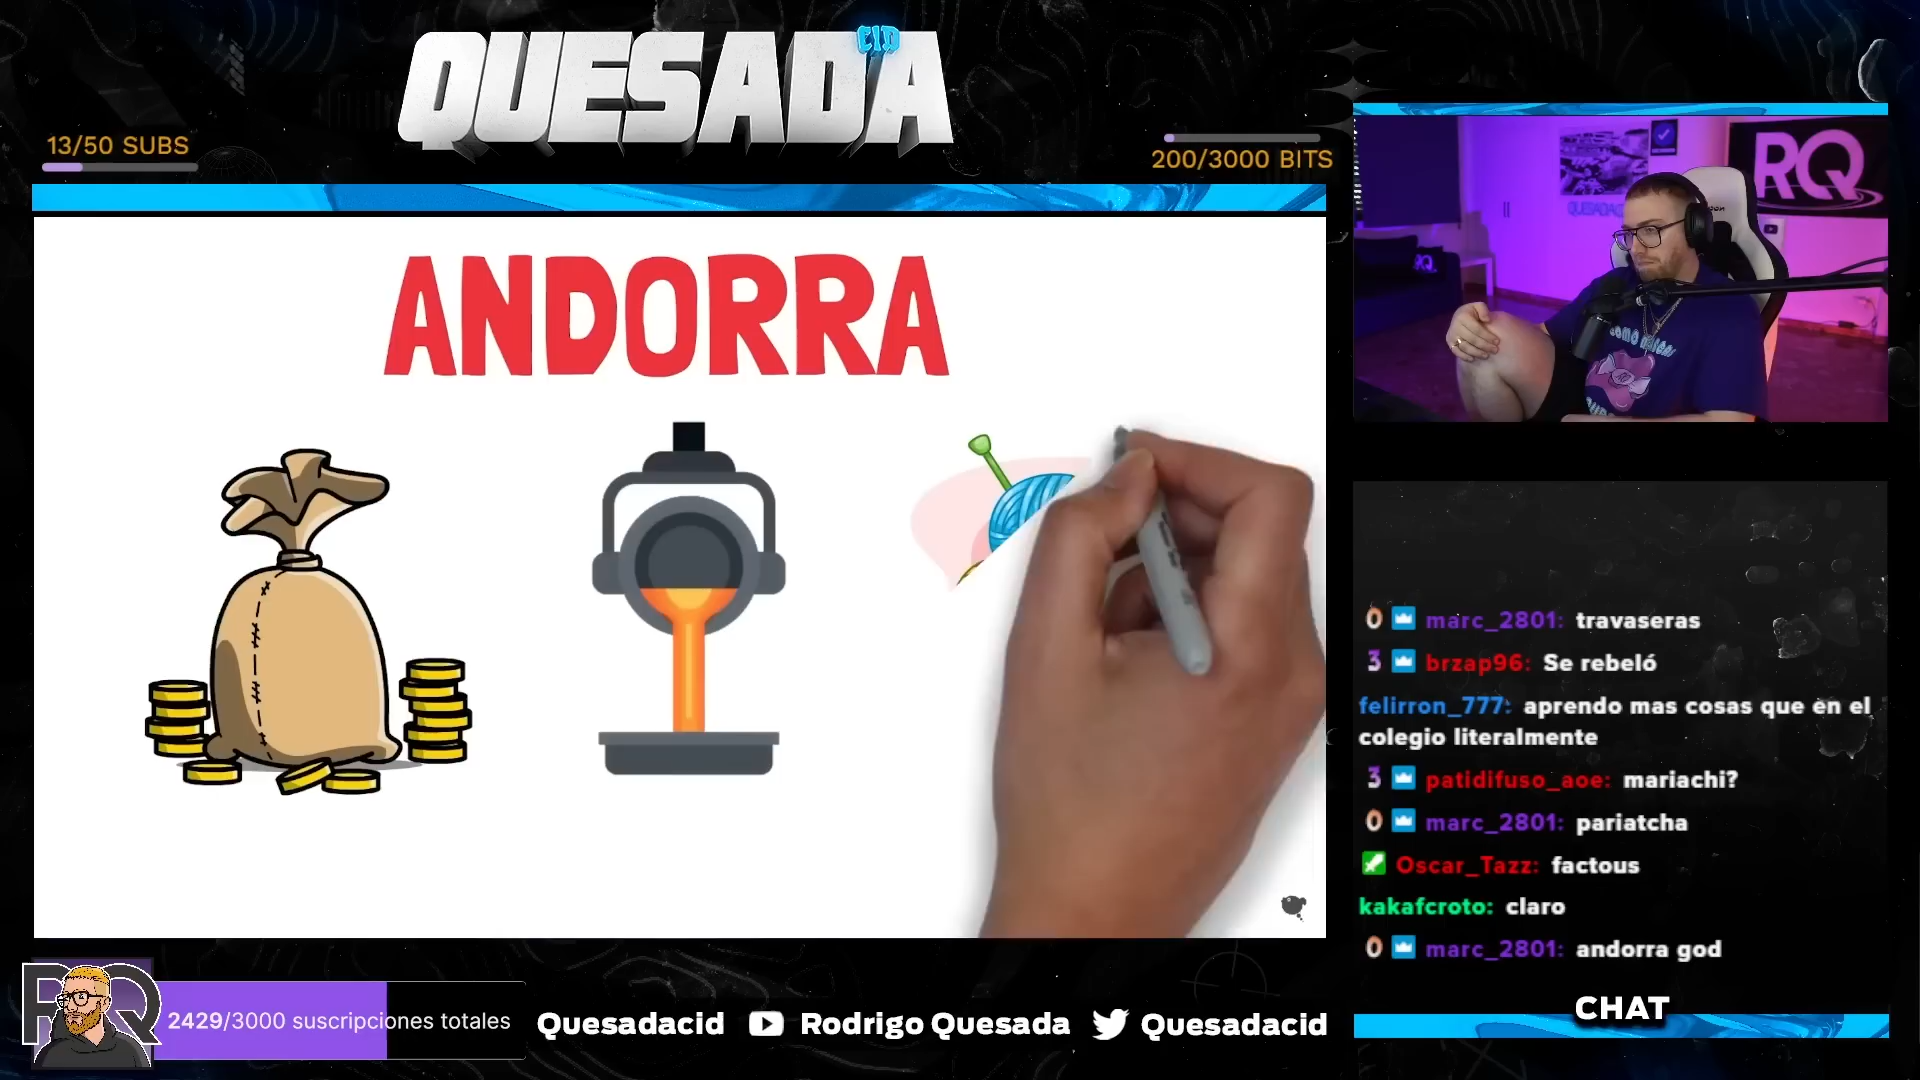 QUESADA
CID
13/50 SUBS
200/3000 BITS
RQ
ANDORRA
marc_2801: travaseras
brzap96: Se rebeló
felirron_777: aprendo mas cosas que en el
colegio literalmente
patidifuso_aoe: mariachi?
marc_2801: pariatcha
Oscar_Tazz: factous
kakafcroto: claro
marc_2801: andorra god
CHAT
2429/3000 suscripciones totales
Quesadacid
Rodrigo Quesada
Quesadacid